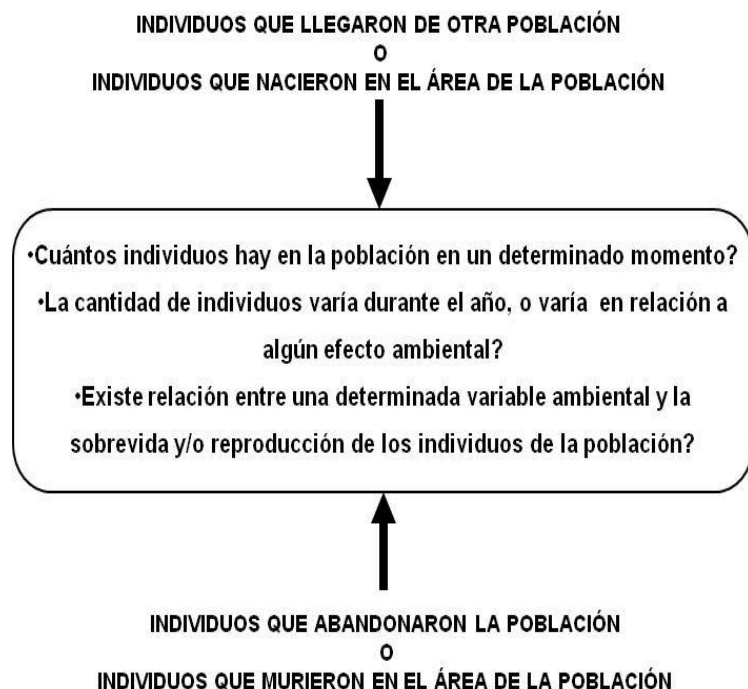 INDIVIDUOS QUE LLEGARON DE OTRA POBLACIÓN
O
INDIVIDUOS QUE NACIERON EN EL ÁREA DE LA POBLACIÓN
•Cuántos individuos hay en la población en un determinado momento?
•La cantidad de individuos varía durante el año, o varía en relación a
algún efecto ambiental?
•Existe relación entre una determinada variable ambiental y la
sobrevida y/o reproducción de los individuos de la población?
INDIVIDUOS QUE ABANDONARON LA POBLACIÓN
O
INDIVIDUOS QUE MURIERON EN EL ÁREA DE LA POBLACIÓN